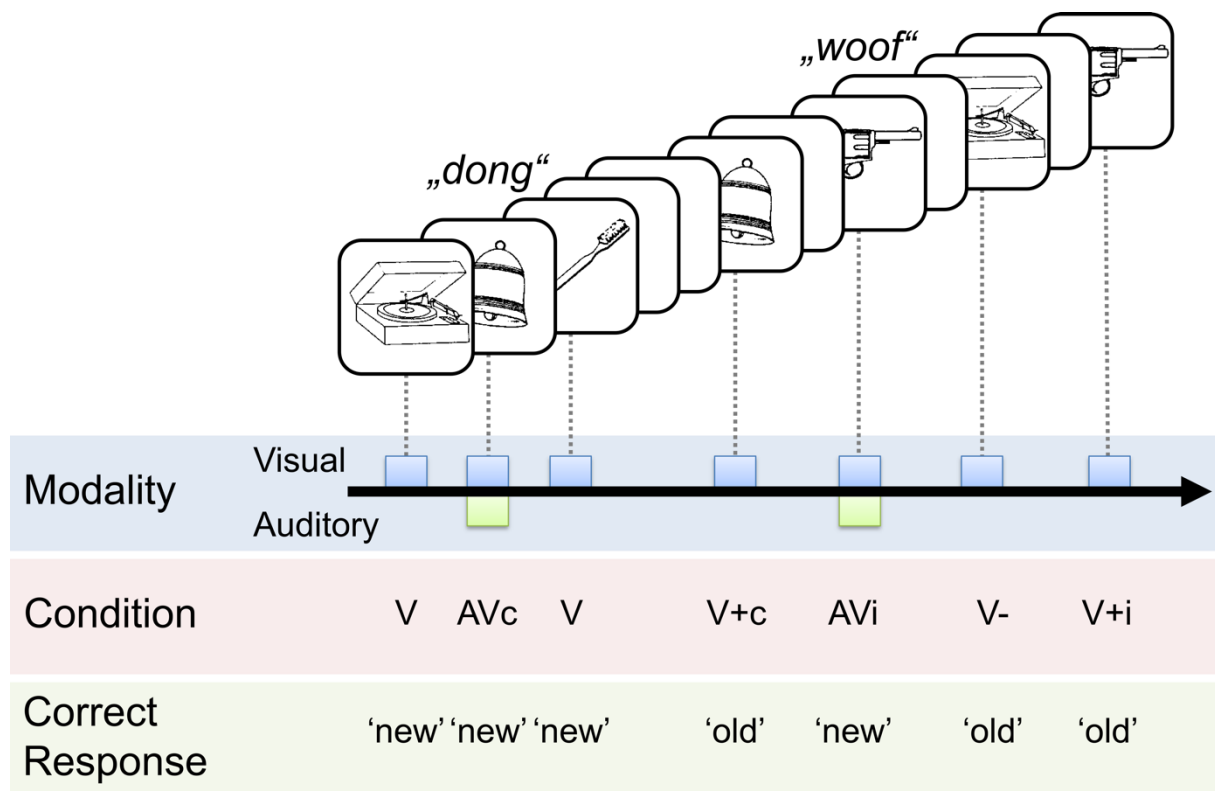 „woof“
„dong“
Visual
Modality
Auditory
Condition V AVc V V+c AVi V- V+i
Correct
Response
‘new’ ‘new’ ‘new’ ‘old’ ‘new’ ‘old’ ‘old’